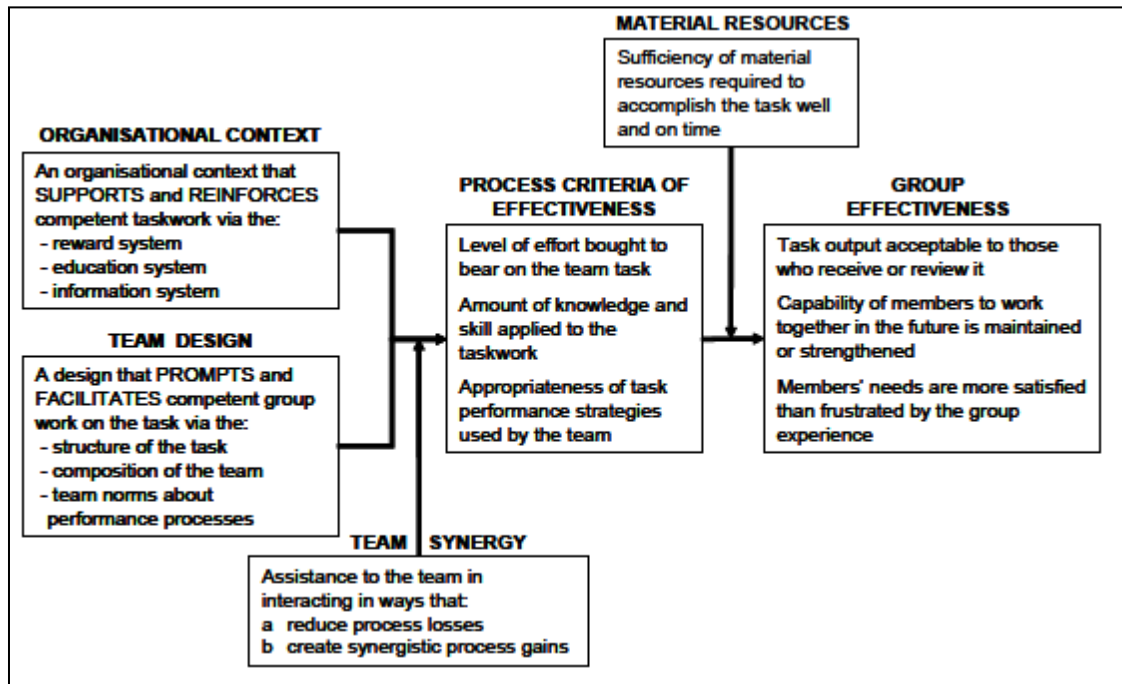 MATERIAL RESOURCES
Sufficiency of material
resources required to
accomplish the task well
and on time
ORGANISATIONAL CONTEXT
An organisational context that
SUPPORTS and REINFORCES
competent taskwork via the:
- reward system
- education system
- information system
TEAM DESIGN
A design that PROMPTS and
FACILITATES competent group
work on the task via the:
- structure of the task
- composition of the team
- team norms about
performance processes
TEAM SYNERGY
Assistance to the team in
interacting in ways that:
a reduce process losses
b create synergistic process gains
PROCESS CRITERIA OF
EFFECTIVENESS
Level of effort bought to
bear on the team task
Amount of knowledge and
skill applied to the
taskwork
Appropriateness of task
performance strategies
used by the team
GROUP
EFFECTIVENESS
Task output acceptable to those
who receive or review it
Capability of members to work
together in the future is maintained
or strengthened
Members' needs are more satisfied
than frustrated by the group
experience